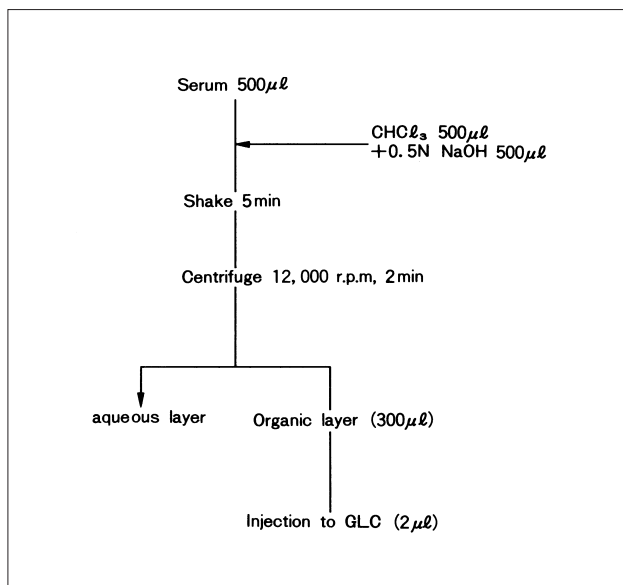 Serum 500μℓ
CHCℓ₃ 500μℓ
+0.5N NaOH 500μℓ
Shake 5min
Centrifuge 12,000 r.p.m, 2min
aqueous layer
Organic layer (300μℓ)
Injection to GLC (2μℓ)